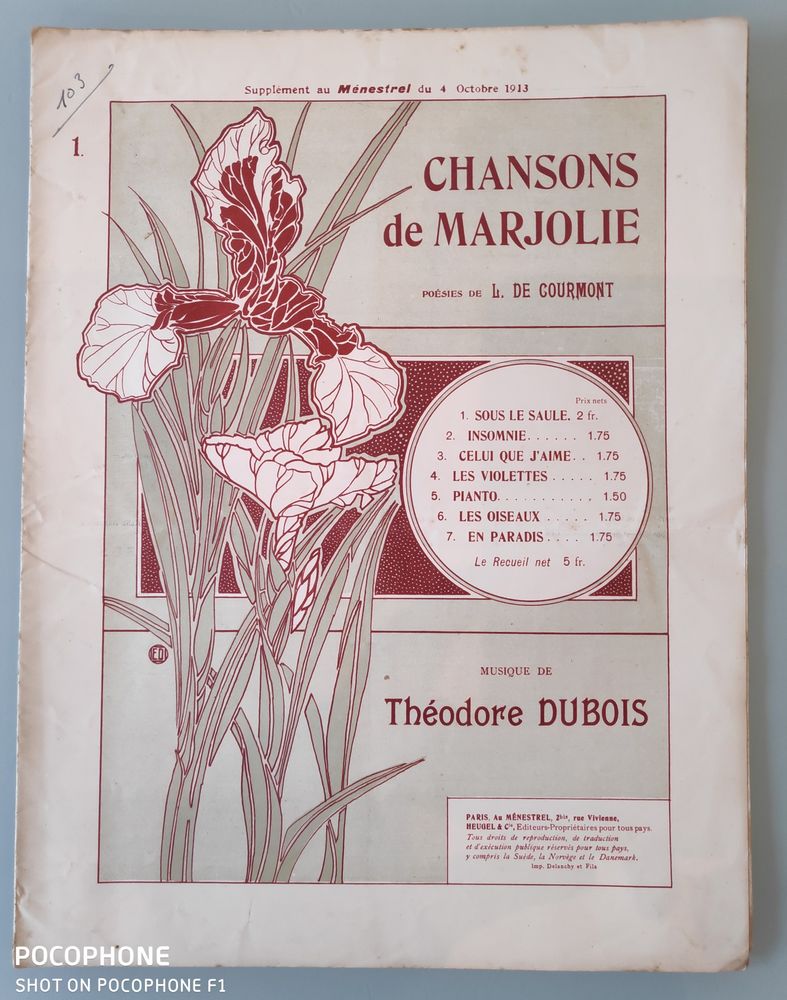 103
Supplément au Ménestrel du 4 Octobre 1913
1.
CHANSONS
de MARJOLIE
POÉSIES DE L. DE COURMONT
Prix nets
1. SOUS LE SAULE. 2 fr.
2. INSOMNIE. . . . . . 1.75
3. CELUI QUE J'AIME. . 1.75
4. LES VIOLETTES . . . . . 1.75
5. PIANTO. . . . . . . . . . . 1.50
6. LES OISEAUX . . . . . 1.75
7. EN PARADIS . . . . 1.75
Le Recueil net 5 fr.
MUSIQUE DE
Théodore DUBOIS
PARIS, Au MÉNESTREL, 2bis, rue Vivienne,
HEUGEL & Cie, Editeurs-Propriétaires pour tous pays.
Tous droits de reproduction, de traduction
et d'exécution publique réservés pour tous pays,
y compris la Suède, la Norvège et le Danemark.
Imp. Delanchy et Fils
POCOPHONE
SHOT ON POCOPHONE F1